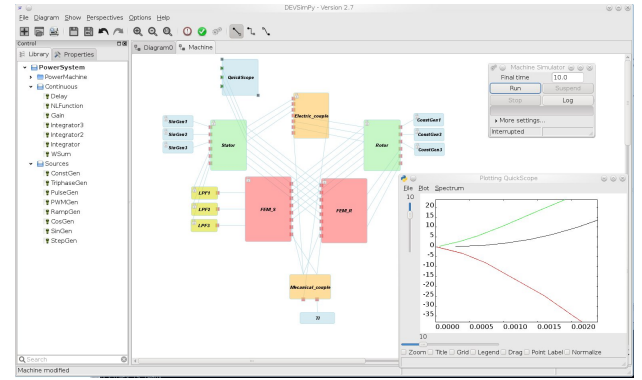 DEVSimPy - Version 2.7
File Diagram Show Perspectives Options Help
Control
Library Properties
PowerSystem
PowerMachine
Continuous
Delay
NLFunction
Gain
Integrator3
Integrator2
Integrator
WSum
Sources
ConstGen
TriphaseGen
PulseGen
PWMGen
RampGen
CosGen
SinGen
StepGen
Search
Machine modified
Diagram0 Machine
QuickScope
SinGen1
SinGen2
SinGen3
Stator
Electric_couple
Rotor
ConstGen1
ConstGen2
ConstGen3
LPF1
LPF2
LPF3
FEM_S
FEM_R
Mecanical_couple
Machine Simulator
Final time 10.0
Run Suspend
Stop Log
More settings...
Interrupted
Plotting QuickScope
File Plot Spectrum
10
20
15
10
5
0
-5
-10
-15
-20
-25
-30
-35
0.0000 0.0005 0.0010 0.0015 0.0020
10
Zoom Title Grid Legend Drag Point Label Normalize